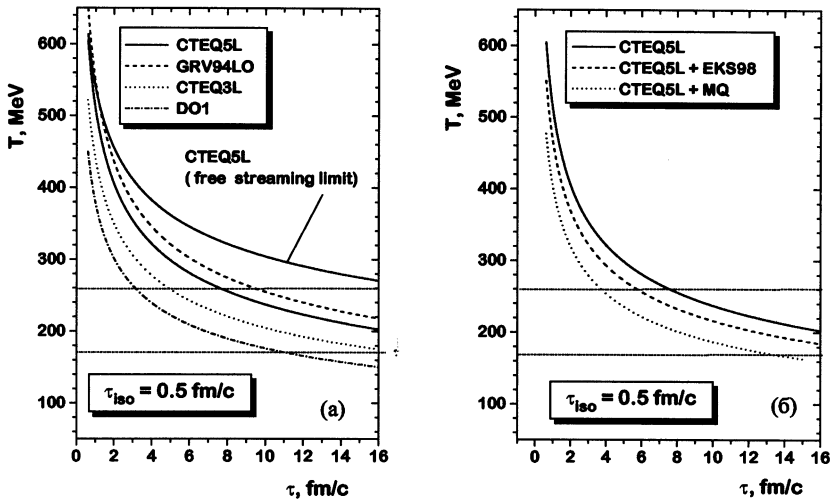 600
500
400
300
200
100
T, MeV
CTEQ5L
GRV94LO
CTEQ3L
DO1
CTEQ5L
( free streaming limit)
τiso = 0.5 fm/c
(а)
0 2 4 6 8 10 12 14 16
τ, fm/c
600
500
400
300
200
100
T, MeV
CTEQ5L
CTEQ5L + EKS98
CTEQ5L + MQ
τiso = 0.5 fm/c
(б)
0 2 4 6 8 10 12 14 16
τ, fm/c